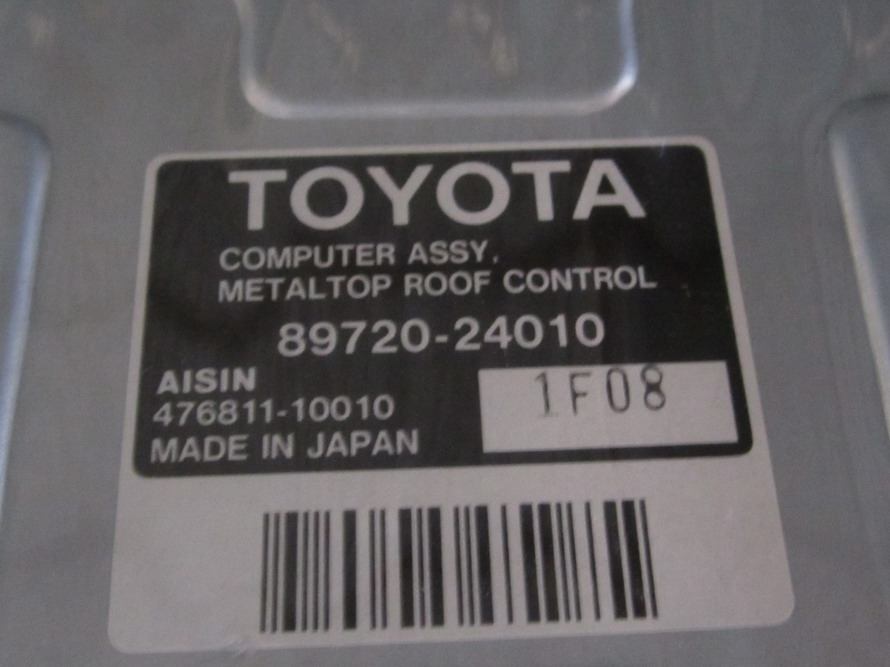 TOYOTA
COMPUTER ASSY.
METALTOP ROOF CONTROL
89720-24010
AISIN
476811-10010
MADE IN JAPAN
1F08